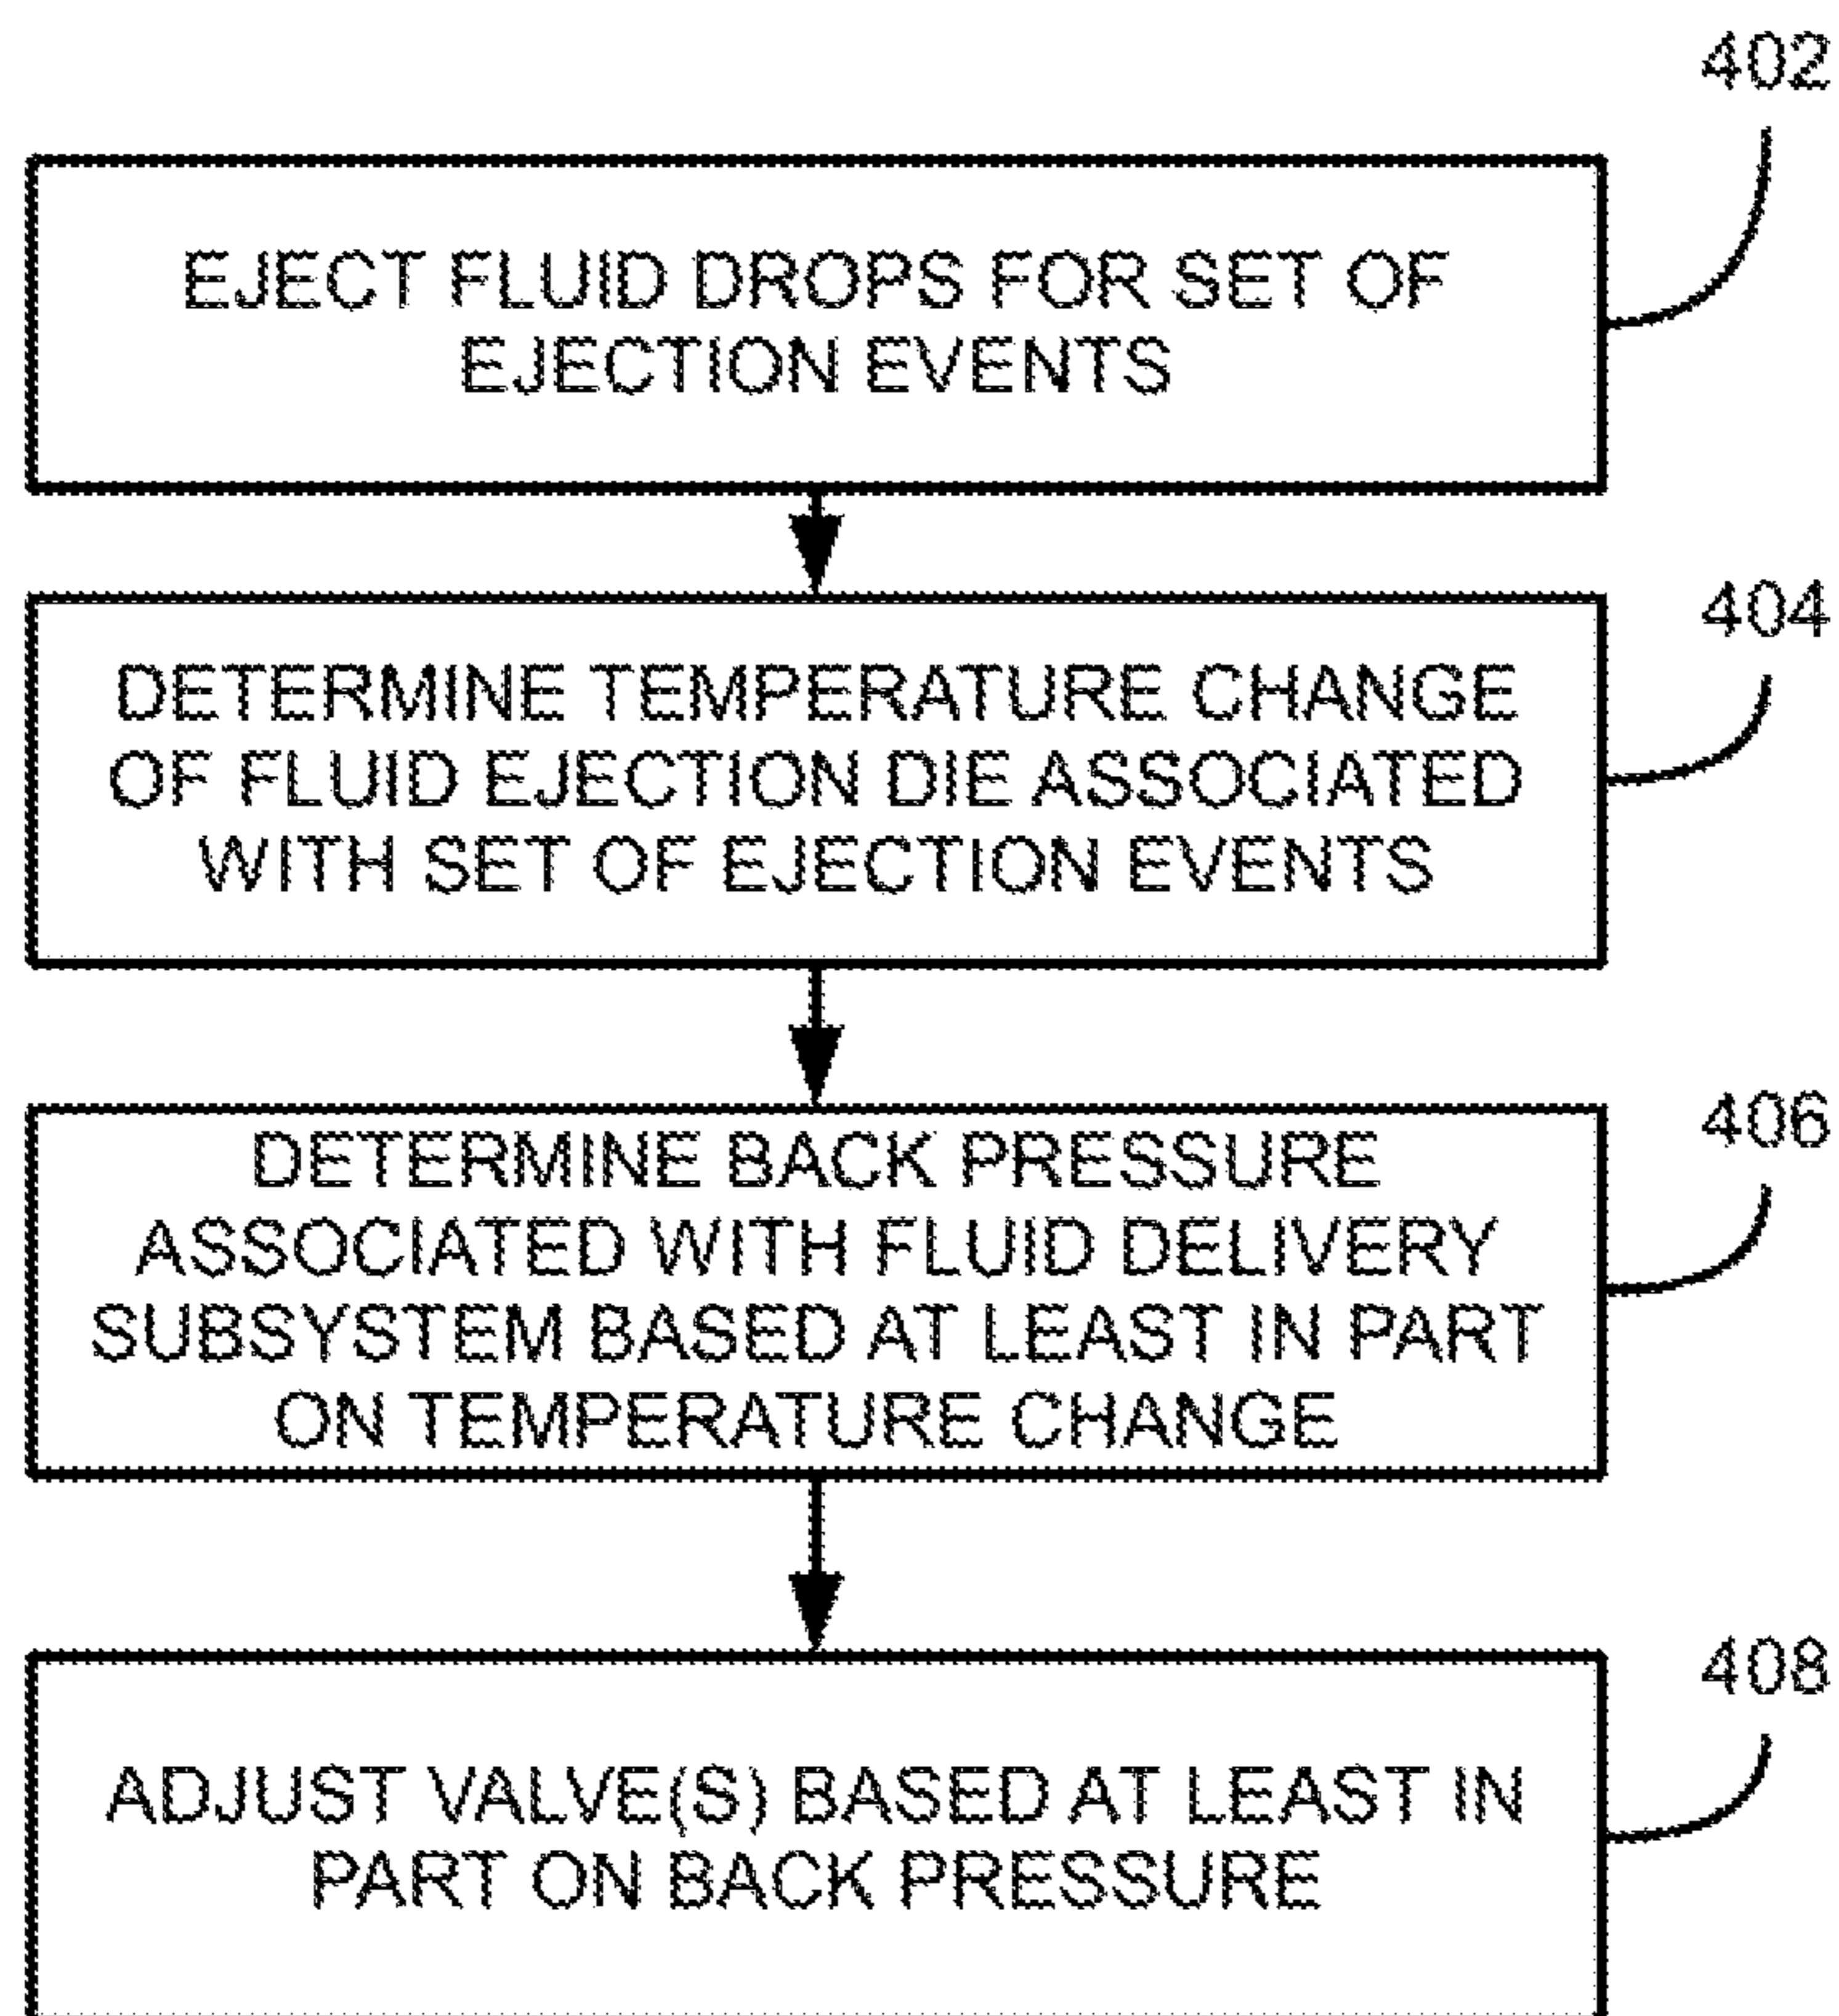 402
EJECT FLUID DROPS FOR SET OF
EJECTION EVENTS
404
DETERMINE TEMPERATURE CHANGE
OF FLUID EJECTION DIE ASSOCIATED
WITH SET OF EJECTION EVENTS
406
DETERMINE BACK PRESSURE
ASSOCIATED WITH FLUID DELIVERY
SUBSYSTEM BASED AT LEAST IN PART
ON TEMPERATURE CHANGE
408
ADJUST VALVE(S) BASED AT LEAST IN
PART ON BACK PRESSURE